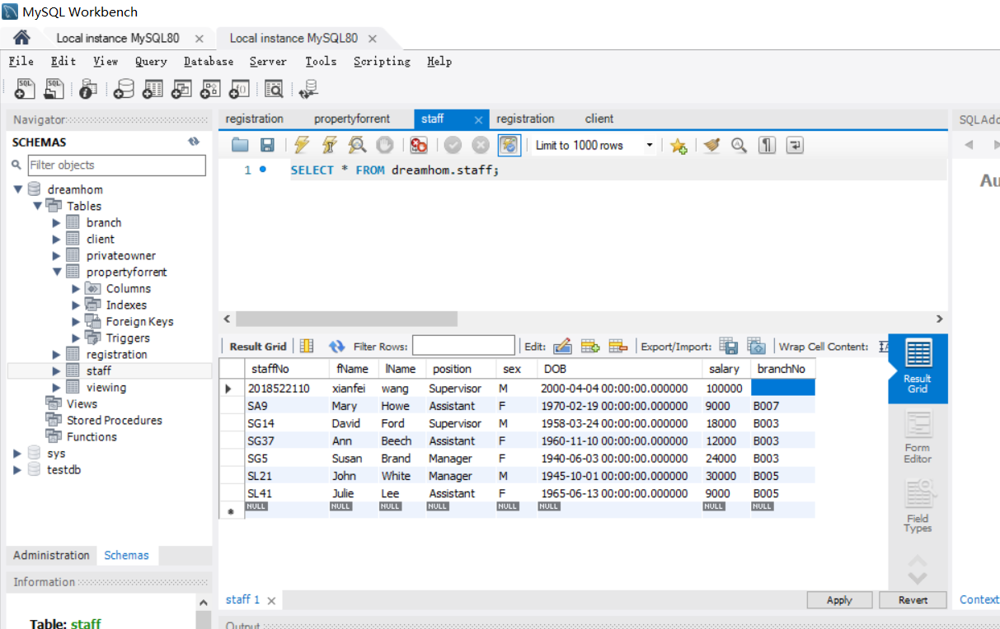 MySQL Workbench
Local instance MySQL80 Local instance MySQL80
File Edit View Query Database Server Tools Scripting Help
Navigator
SCHEMAS
Filter objects
dreamhom
Tables
branch
client
privateowner
propertyforrent
Columns
Indexes
Foreign Keys
Triggers
registration
staff
viewing
Views
Stored Procedures
Functions
sys
testdb
Administration Schemas
Information
Table: staff
registration propertyforrent staff registration client
Limit to 1000 rows
1 SELECT * FROM dreamhom.staff;
Result Grid Filter Rows: Edit: Export/Import: Wrap Cell Content:
staffNo fName lName position sex DOB salary branchNo
2018522110 xianfei wang Supervisor M 2000-04-04 00:00:00.000000 100000
SA9 Mary Howe Assistant F 1970-02-19 00:00:00.000000 9000 B007
SG14 David Ford Supervisor M 1958-03-24 00:00:00.000000 18000 B003
SG37 Ann Beech Assistant F 1960-11-10 00:00:00.000000 12000 B003
SG5 Susan Brand Manager F 1940-06-03 00:00:00.000000 24000 B003
SL21 John White Manager M 1945-10-01 00:00:00.000000 30000 B005
SL41 Julie Lee Assistant F 1965-06-13 00:00:00.000000 9000 B005
NULL NULL NULL NULL NULL NULL NULL NULL
Result
Grid
Form
Editor
Field
Types
staff 1 Apply Revert
Output
Context